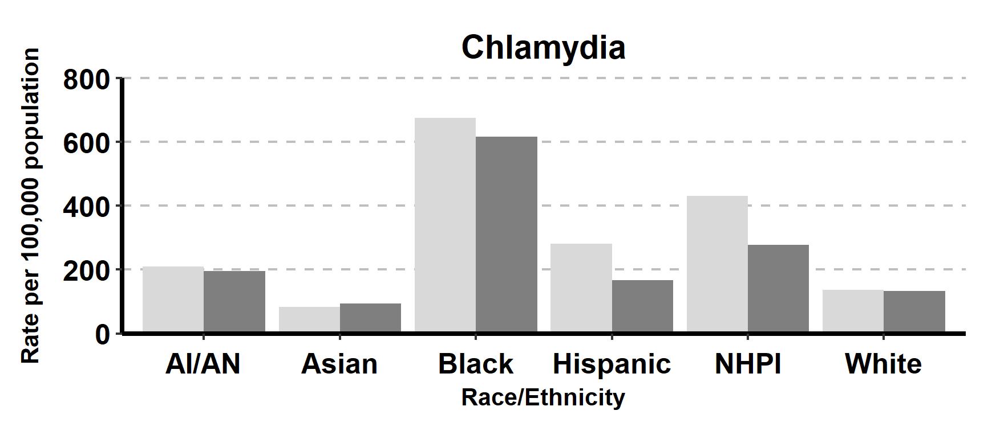 Chlamydia
Rate per 100,000 population
800
600
400
200
0
AI/AN Asian Black Hispanic NHPI White
Race/Ethnicity